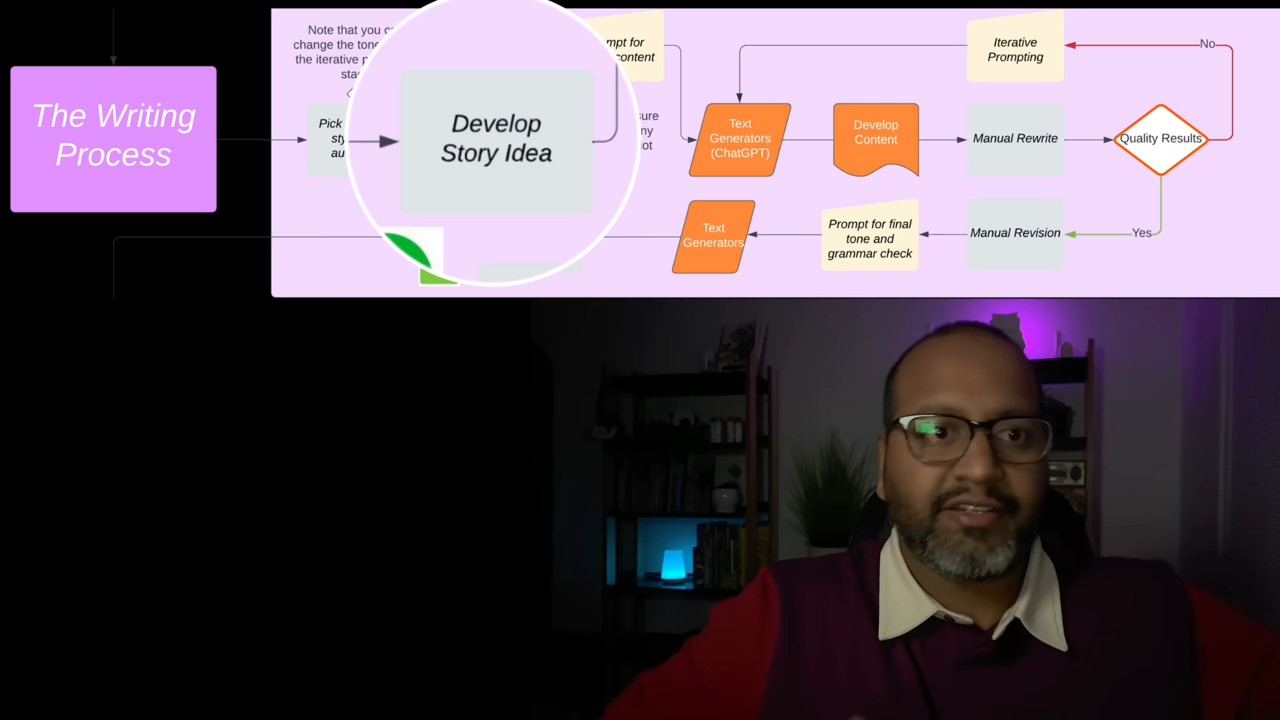 The Writing
Process
Note that you
change the tone
the iterative
Pick
Develop
Story Idea
for
content
Text
Generators
(ChatGPT)
Develop
Content
Manual Rewrite
Quality Results
Iterative
Prompting
No
Yes
Manual Revision
Prompt for final
tone and
grammar check
Text
Generators